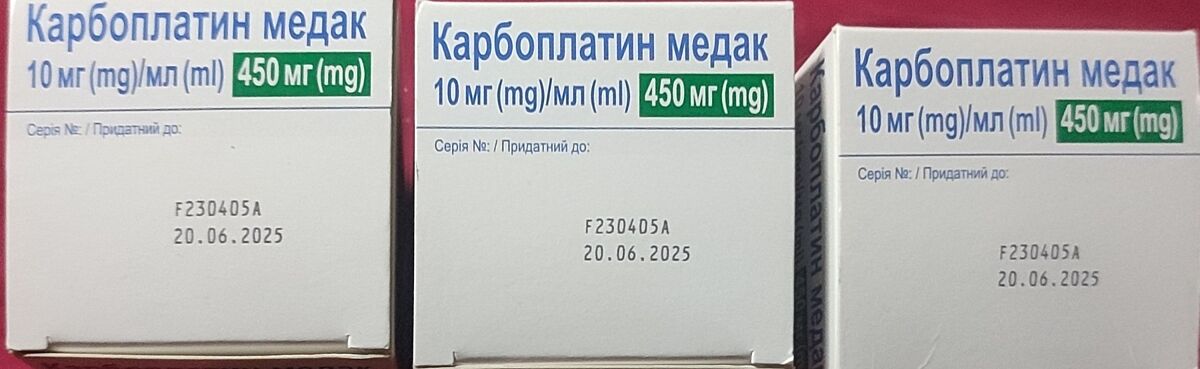 Карбоплатин медак
10 мг (mg)/мл (ml) 450 мг (mg)
Серія №: / Придатний до:
F230405A
20.06.2025
Карбоплатин медак
10 мг (mg)/мл (ml) 450 мг (mg)
Серія №: / Придатний до:
F230405A
20.06.2025
Карбоплатин медак
10 мг (mg)/мл (ml) 450 мг (mg)
Серія №: / Придатний до:
F230405A
20.06.2025
Карбоплатин медак